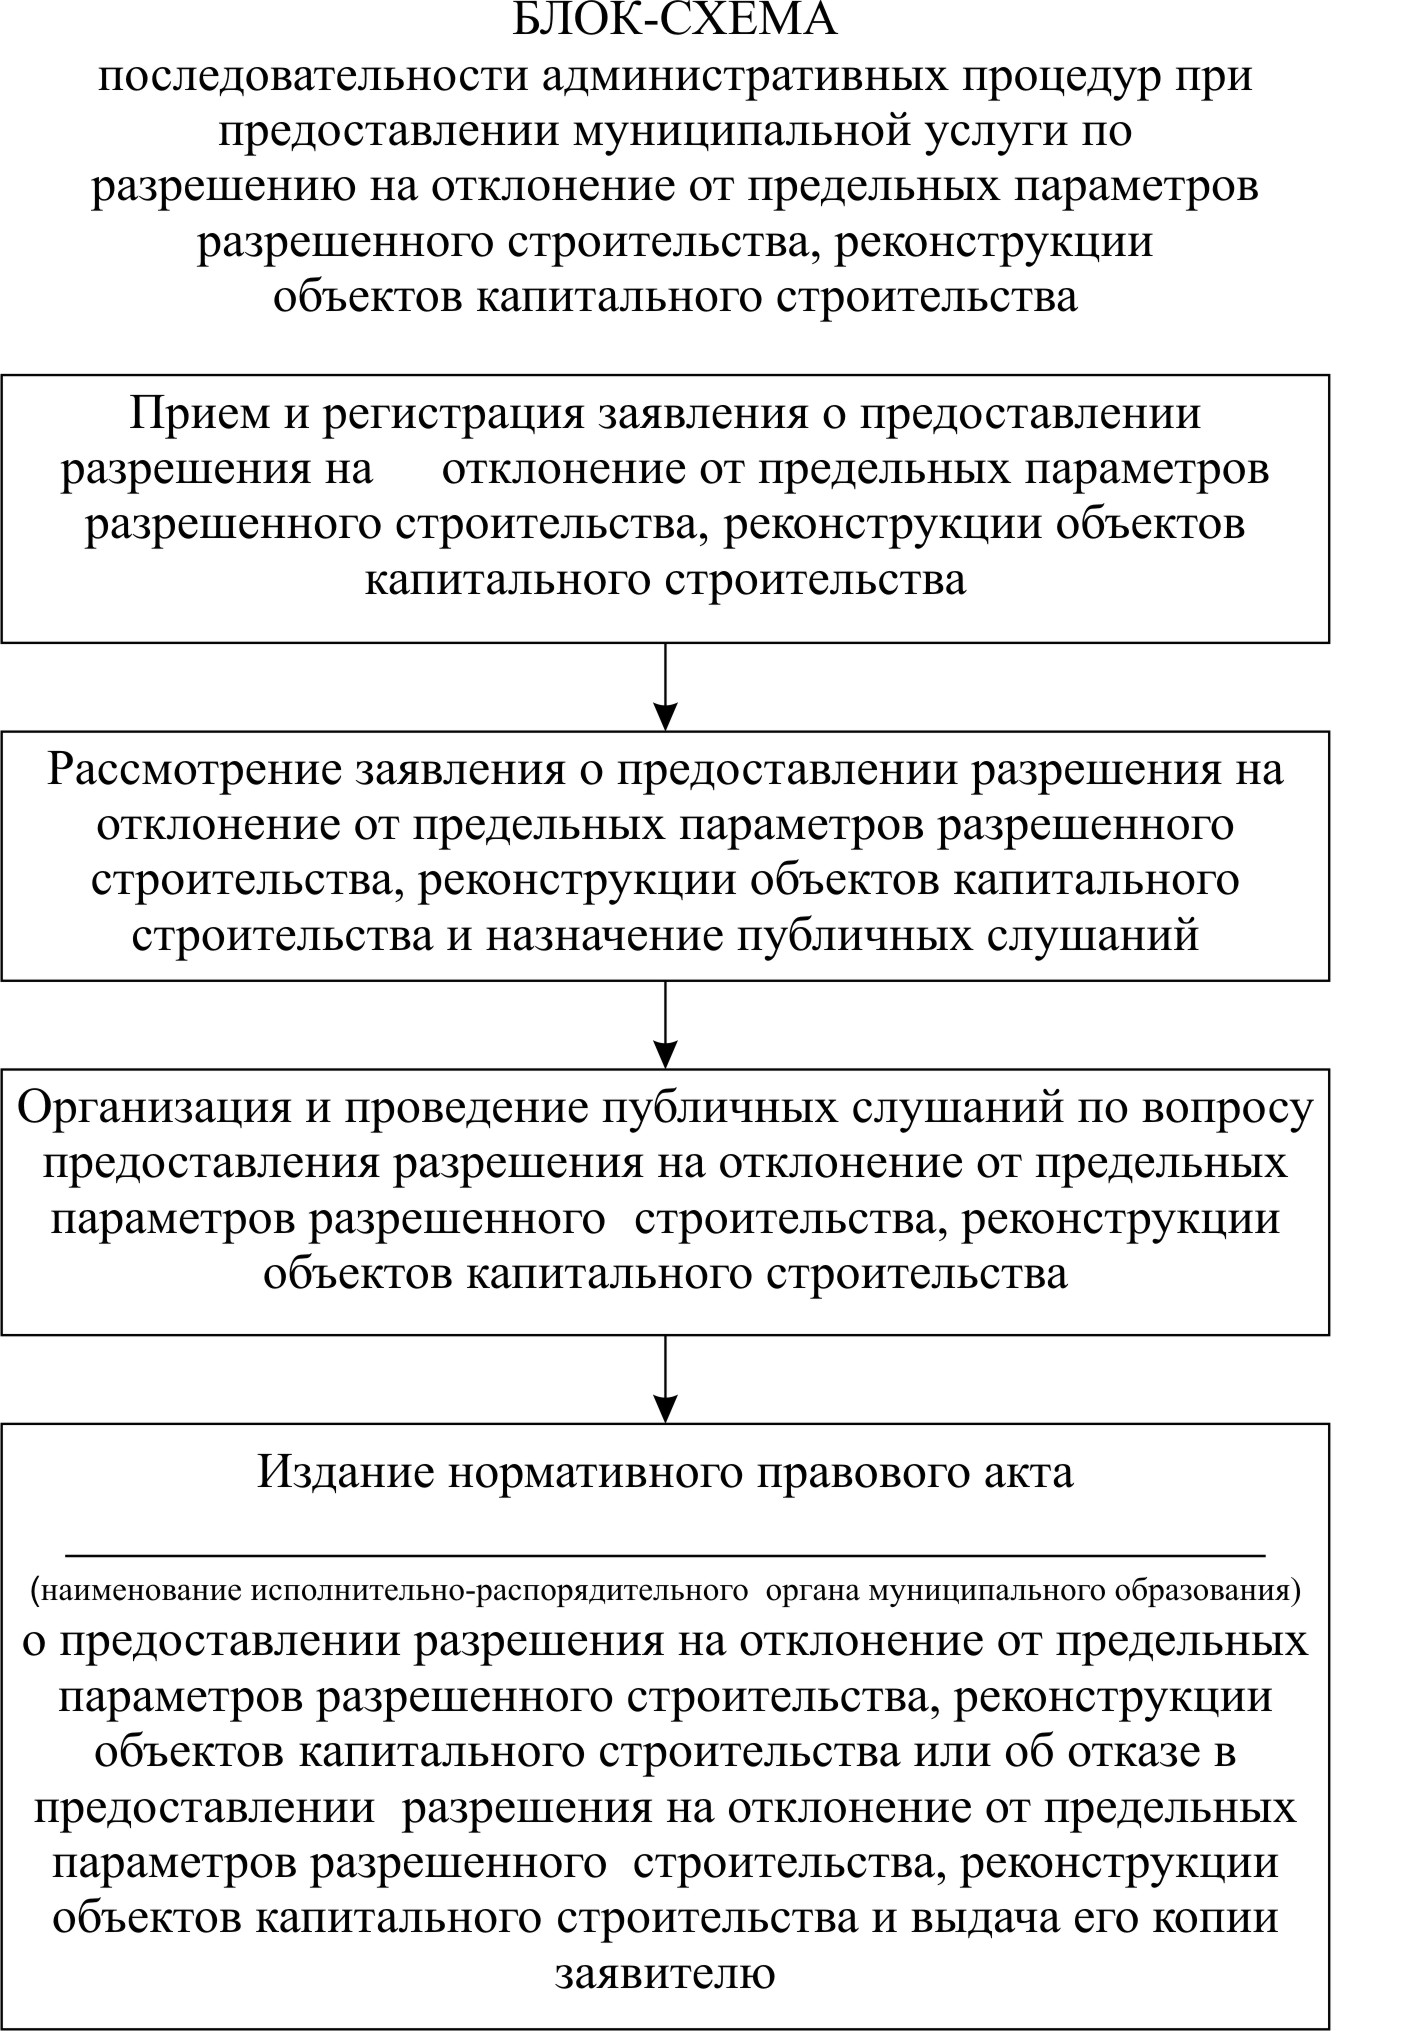 БЛОК-СХЕМА
последовательности административных процедур при
предоставлении муниципальной услуги по
разрешению на отклонение от предельных параметров
разрешенного строительства, реконструкции
объектов капитального строительства
Прием и регистрация заявления о предоставлении
разрешения на отклонение от предельных параметров
разрешенного строительства, реконструкции объектов
капитального строительства
Рассмотрение заявления о предоставлении разрешения на
отклонение от предельных параметров разрешенного
строительства, реконструкции объектов капитального
строительства и назначение публичных слушаний
Организация и проведение публичных слушаний по вопросу
предоставления разрешения на отклонение от предельных
параметров разрешенного строительства, реконструкции
объектов капитального строительства
Издание нормативного правового акта
(наименование исполнительно-распорядительного органа муниципального образования)
о предоставлении разрешения на отклонение от предельных
параметров разрешенного строительства, реконструкции
объектов капитального строительства или об отказе в
предоставлении разрешения на отклонение от предельных
параметров разрешенного строительства, реконструкции
объектов капитального строительства и выдача его копии
заявителю